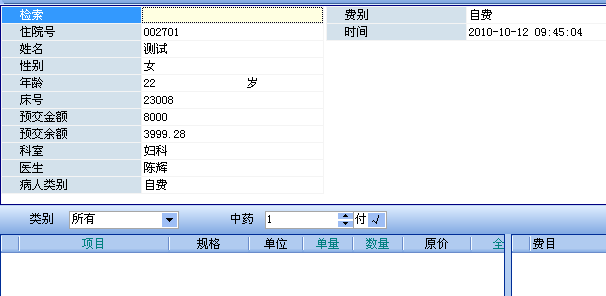 检索 费别 自费
住院号 002701 时间 2010-10-12 09:45:04
姓名 测试
性别 女
年龄 22 岁
床号 23008
预交金额 8000
预交余额 3999.28
科室 妇科
医生 陈辉
病人类别 自费
类别 所有 中药 1 付 √
项目 规格 单位 单量 数量 原价 全 费目